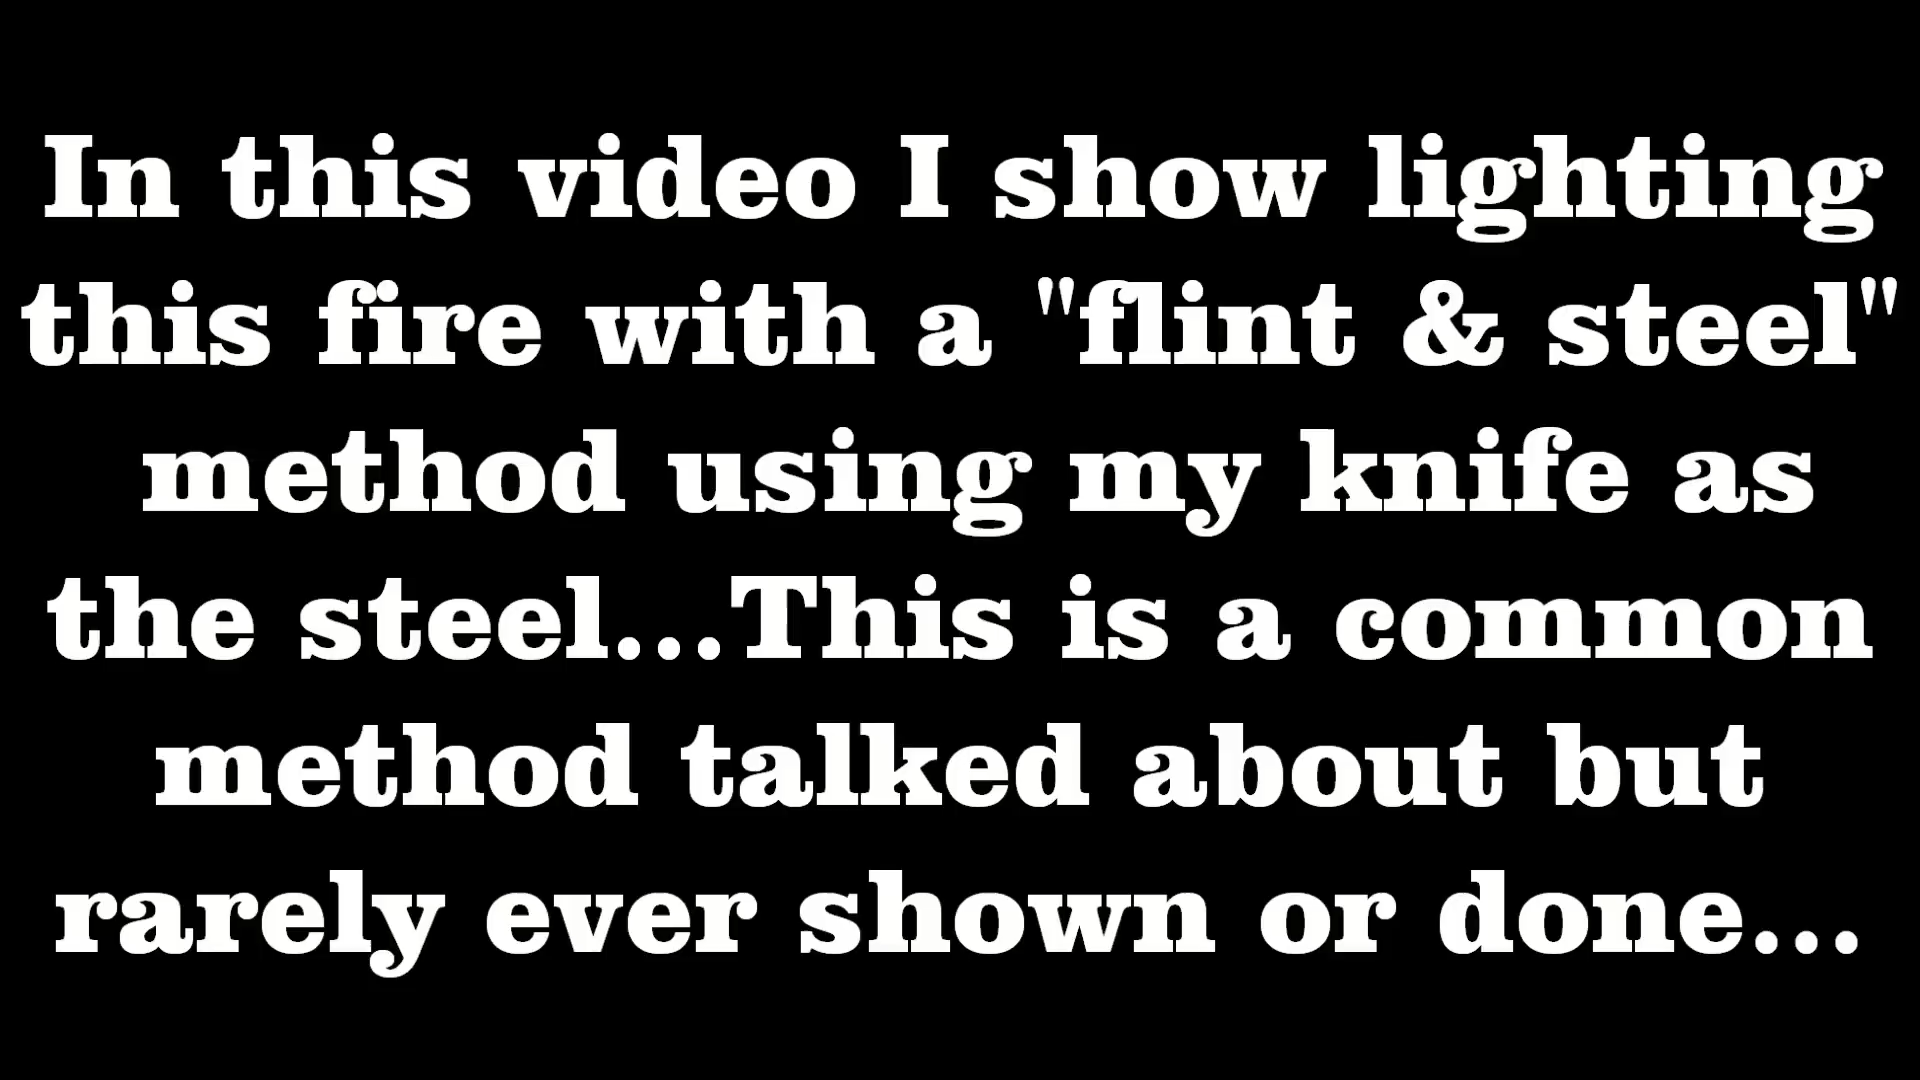 In this video I show lighting
this fire with a "flint & steel"
method using my knife as
the steel...This is a common
method talked about but
rarely ever shown or done...